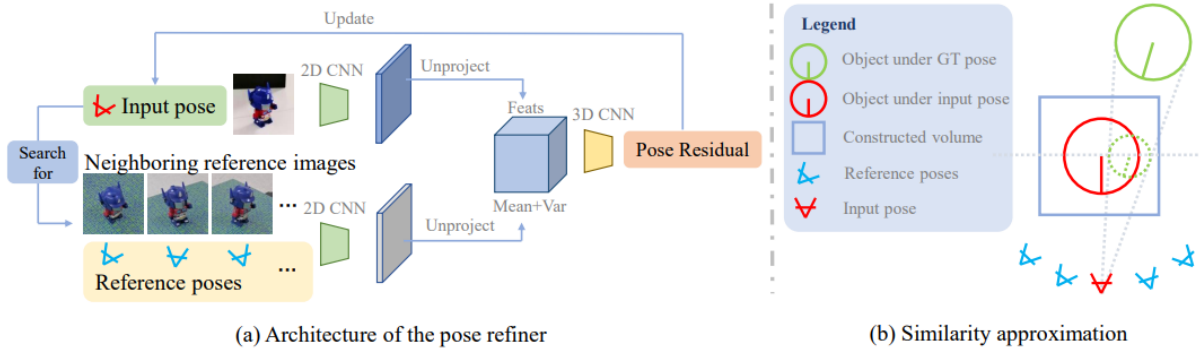 Update
Input pose
2D CNN
Unproject
Feats
3D CNN
Pose Residual
Search
for
Neighboring reference images
...
2D CNN
Unproject
Mean+Var
Reference poses
...
(a) Architecture of the pose refiner
Legend
Object under GT pose
Object under input pose
Constructed volume
Reference poses
Input pose
(b) Similarity approximation